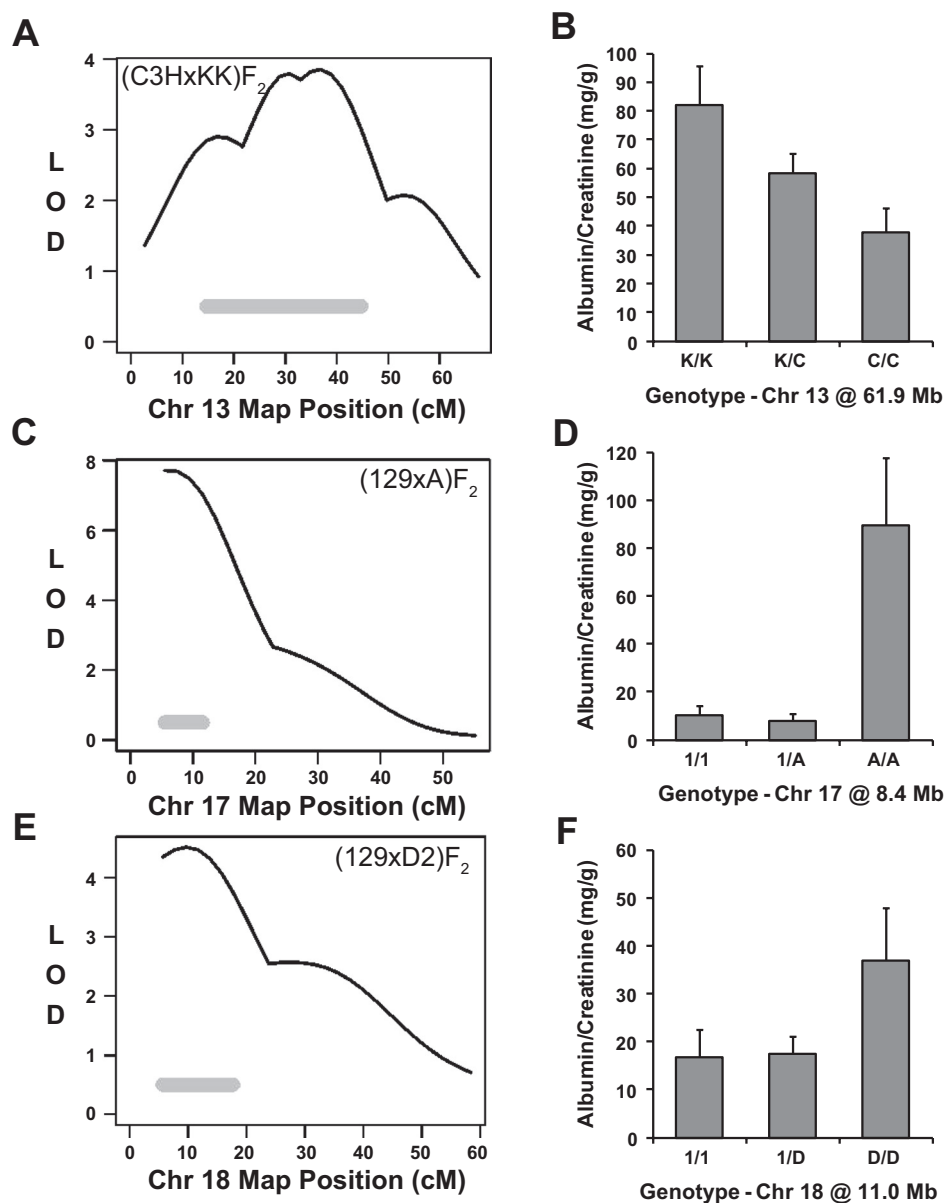 A
(C3HxKK)F2
L
O
D
4
3
2
1
0
0 10 20 30 40 50 60
Chr 13 Map Position (cM)
B
Albumin/Creatinine (mg/g)
100
90
80
70
60
50
40
30
20
10
0
K/K K/C C/C
Genotype - Chr 13 @ 61.9 Mb
C
(129xA)F2
L
O
D
8
6
4
2
0
0 10 20 30 40 50
Chr 17 Map Position (cM)
D
Albumin/Creatinine (mg/g)
120
100
80
60
40
20
0
1/1 1/A A/A
Genotype - Chr 17 @ 8.4 Mb
E
(129xD2)F2
L
O
D
4
3
2
1
0
0 10 20 30 40 50 60
Chr 18 Map Position (cM)
F
Albumin/Creatinine (mg/g)
60
50
40
30
20
10
0
1/1 1/D D/D
Genotype - Chr 18 @ 11.0 Mb